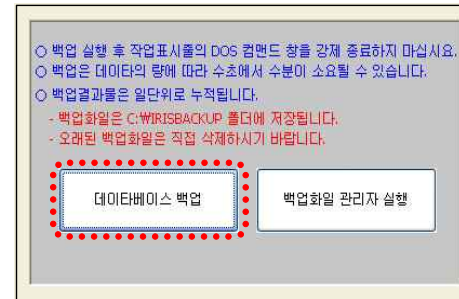 ○ 백업 실행 후 작업표시줄의 DOS 컴맨드 창을 강제 종료하지 마십시요.
○ 백업은 데이타의 량에 따라 수초에서 수분이 소요될 수 있습니다.
○ 백업결과물은 일단위로 누적됩니다.
- 백업화일은 C:₩IRISBACKUP 폴더에 저장됩니다.
- 오래된 백업화일은 직접 삭제하시기 바랍니다.
데이타베이스 백업
백업화일 관리자 실행